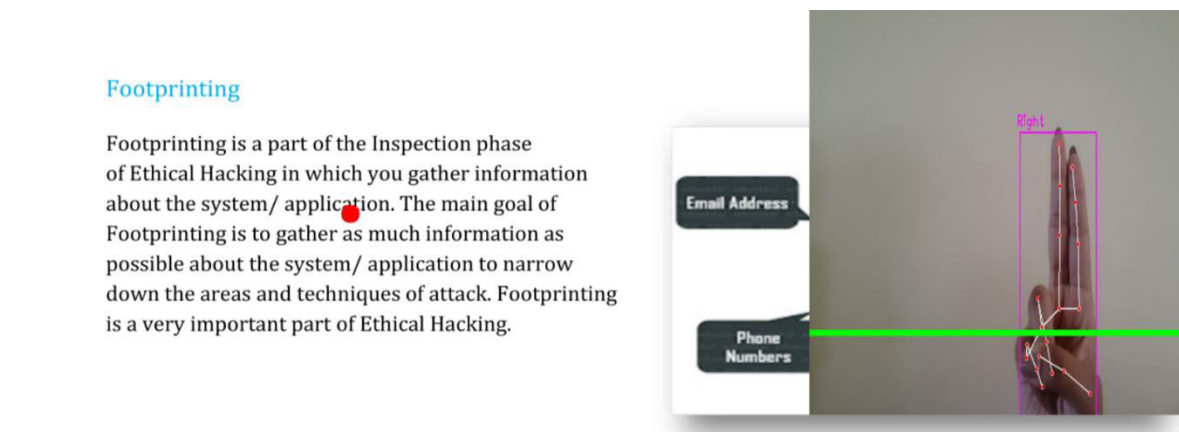 Footprinting
Footprinting is a part of the Inspection phase
of Ethical Hacking in which you gather information
about the system/ application. The main goal of
Footprinting is to gather as much information as
possible about the system/ application to narrow
down the areas and techniques of attack. Footprinting
is a very important part of Ethical Hacking.
Email Address
Phone
Numbers
Right